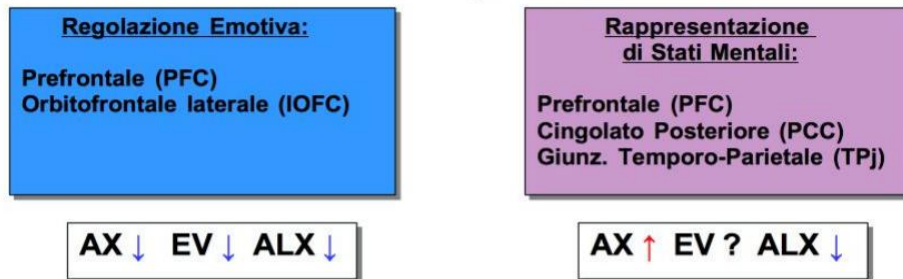 Regolazione Emotiva:
Prefrontale (PFC)
Orbitofrontale laterale (lOFC)
AX ↓ EV ↓ ALX ↓
Rappresentazione
di Stati Mentali:
Prefrontale (PFC)
Cingolato Posteriore (PCC)
Giunz. Temporo-Parietale (TPj)
AX ↑ EV ? ALX ↓